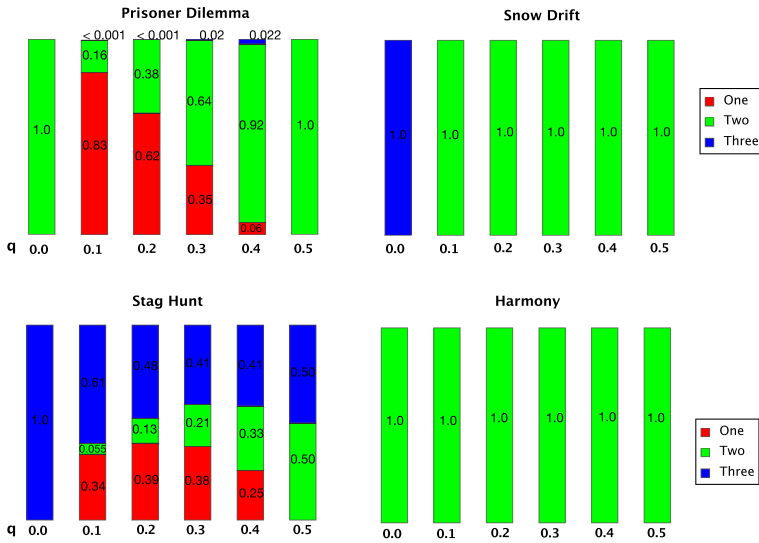 Prisoner Dilemma
< 0.001 < 0.001 0.02 0.022
1.0 0.16 0.38 0.64 0.92 1.0
0.83 0.62 0.35 0.06
q 0.0 0.1 0.2 0.3 0.4 0.5
Snow Drift
1.0 1.0 1.0 1.0 1.0 1.0
0.0 0.1 0.2 0.3 0.4 0.5
One
Two
Three
Stag Hunt
1.0 0.61 0.48 0.41 0.41 0.50
0.055 0.13 0.21 0.33 0.50
0.34 0.39 0.38 0.25
q 0.0 0.1 0.2 0.3 0.4 0.5
Harmony
1.0 1.0 1.0 1.0 1.0 1.0
0.0 0.1 0.2 0.3 0.4 0.5
One
Two
Three